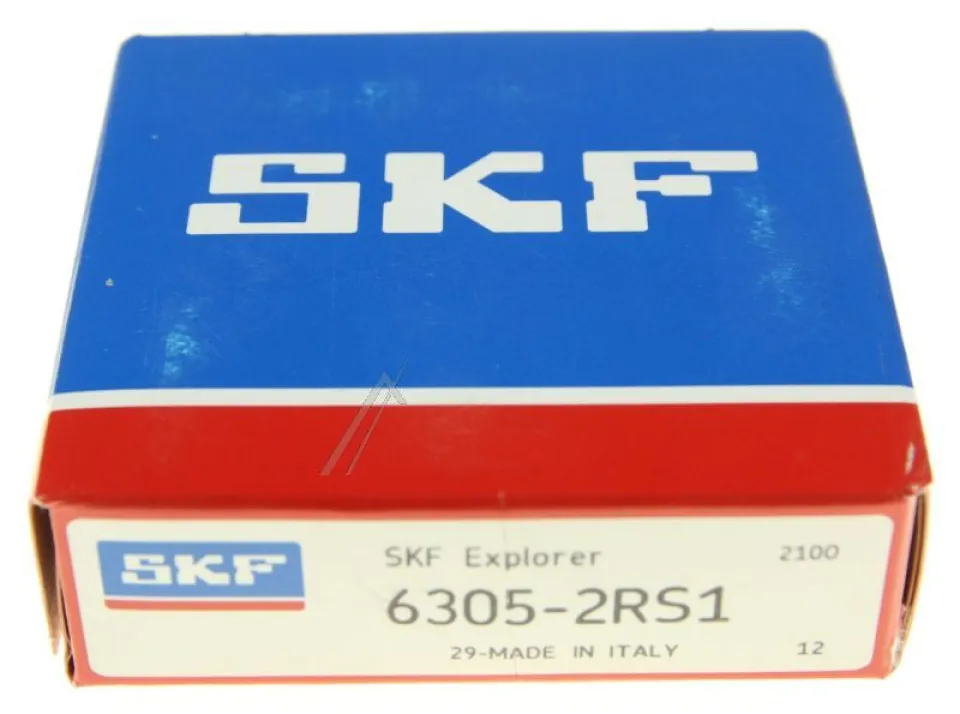 SKF
SKF
SKF Explorer
2100
6305-2RS1
29-MADE IN ITALY
12